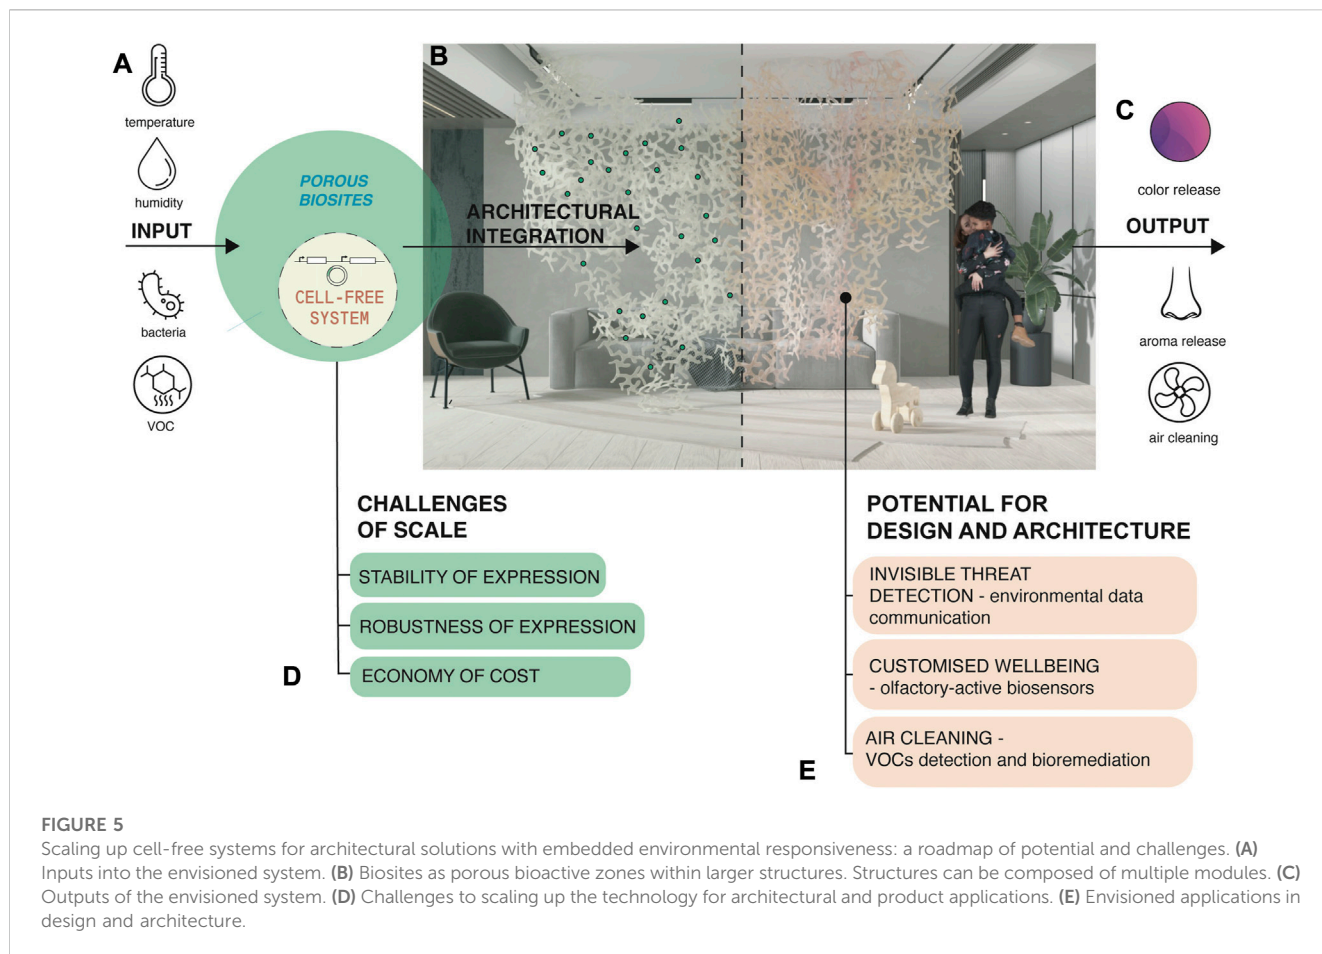 A
temperature
humidity
INPUT
bacteria
VOC
POROUS
BIOSITES
CELL-FREE
SYSTEM
B
ARCHITECTURAL
INTEGRATION
C
color release
OUTPUT
aroma release
air cleaning
CHALLENGES
OF SCALE
STABILITY OF EXPRESSION
ROBUSTNESS OF EXPRESSION
D
ECONOMY OF COST
POTENTIAL FOR
DESIGN AND ARCHITECTURE
INVISIBLE THREAT
DETECTION - environmental data
communication
CUSTOMISED WELLBEING
- olfactory-active biosensors
AIR CLEANING -
VOCs detection and bioremediation
E
FIGURE 5
Scaling up cell-free systems for architectural solutions with embedded environmental responsiveness: a roadmap of potential and challenges. (A)
Inputs into the envisioned system. (B) Biosites as porous bioactive zones within larger structures. Structures can be composed of multiple modules. (C)
Outputs of the envisioned system. (D) Challenges to scaling up the technology for architectural and product applications. (E) Envisioned applications in
design and architecture.